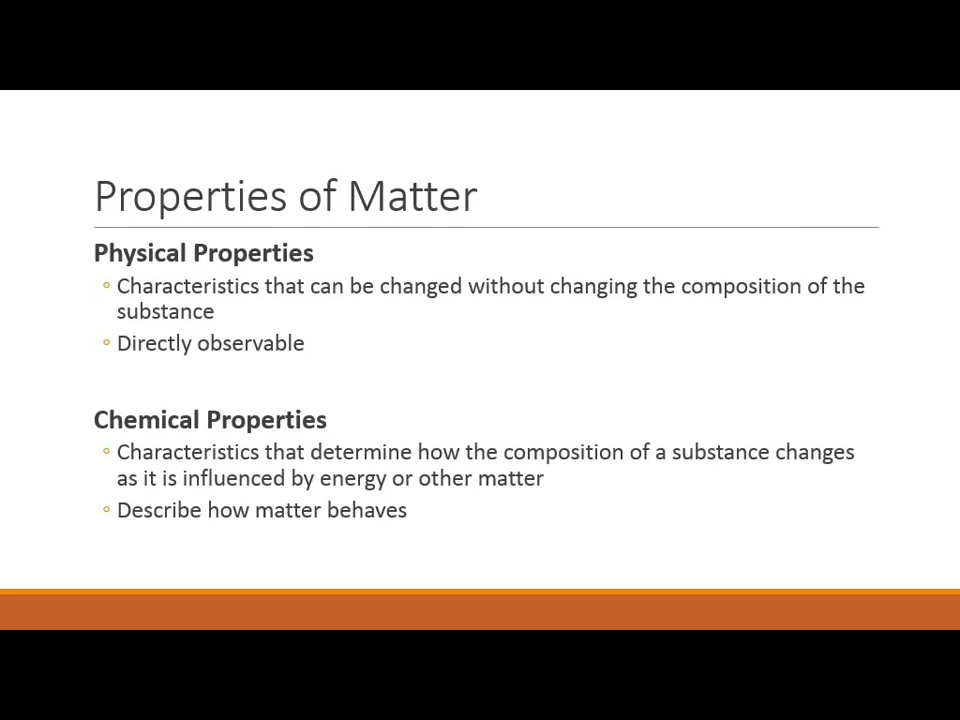 Properties of Matter
Physical Properties
◦ Characteristics that can be changed without changing the composition of the
substance
◦ Directly observable
Chemical Properties
◦ Characteristics that determine how the composition of a substance changes
as it is influenced by energy or other matter
◦ Describe how matter behaves